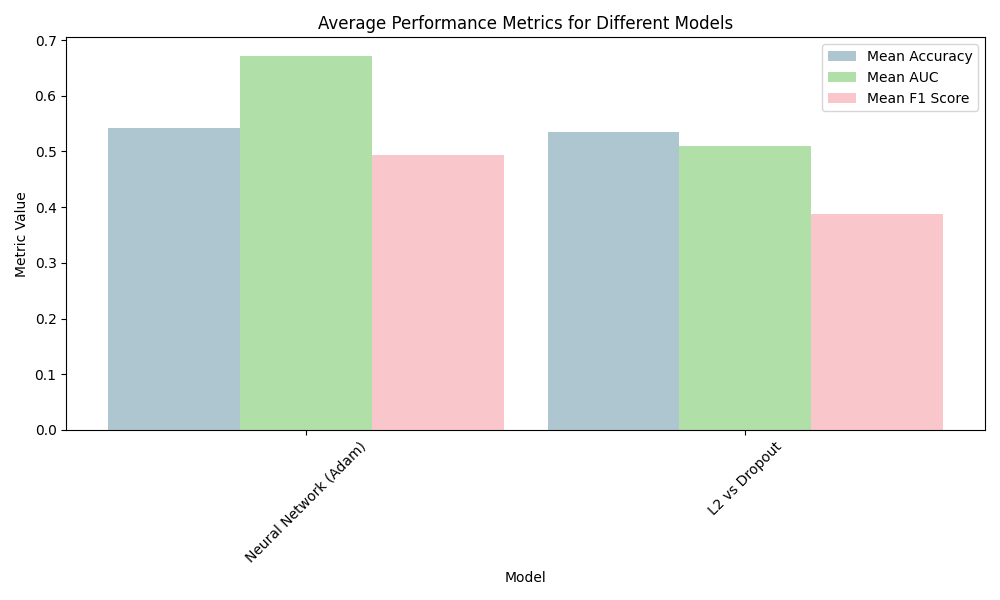 Average Performance Metrics for Different Models
Mean Accuracy
Mean AUC
Mean F1 Score
Metric Value
0.7
0.6
0.5
0.4
0.3
0.2
0.1
0.0
Neural Network (Adam)
L2 vs Dropout
Model